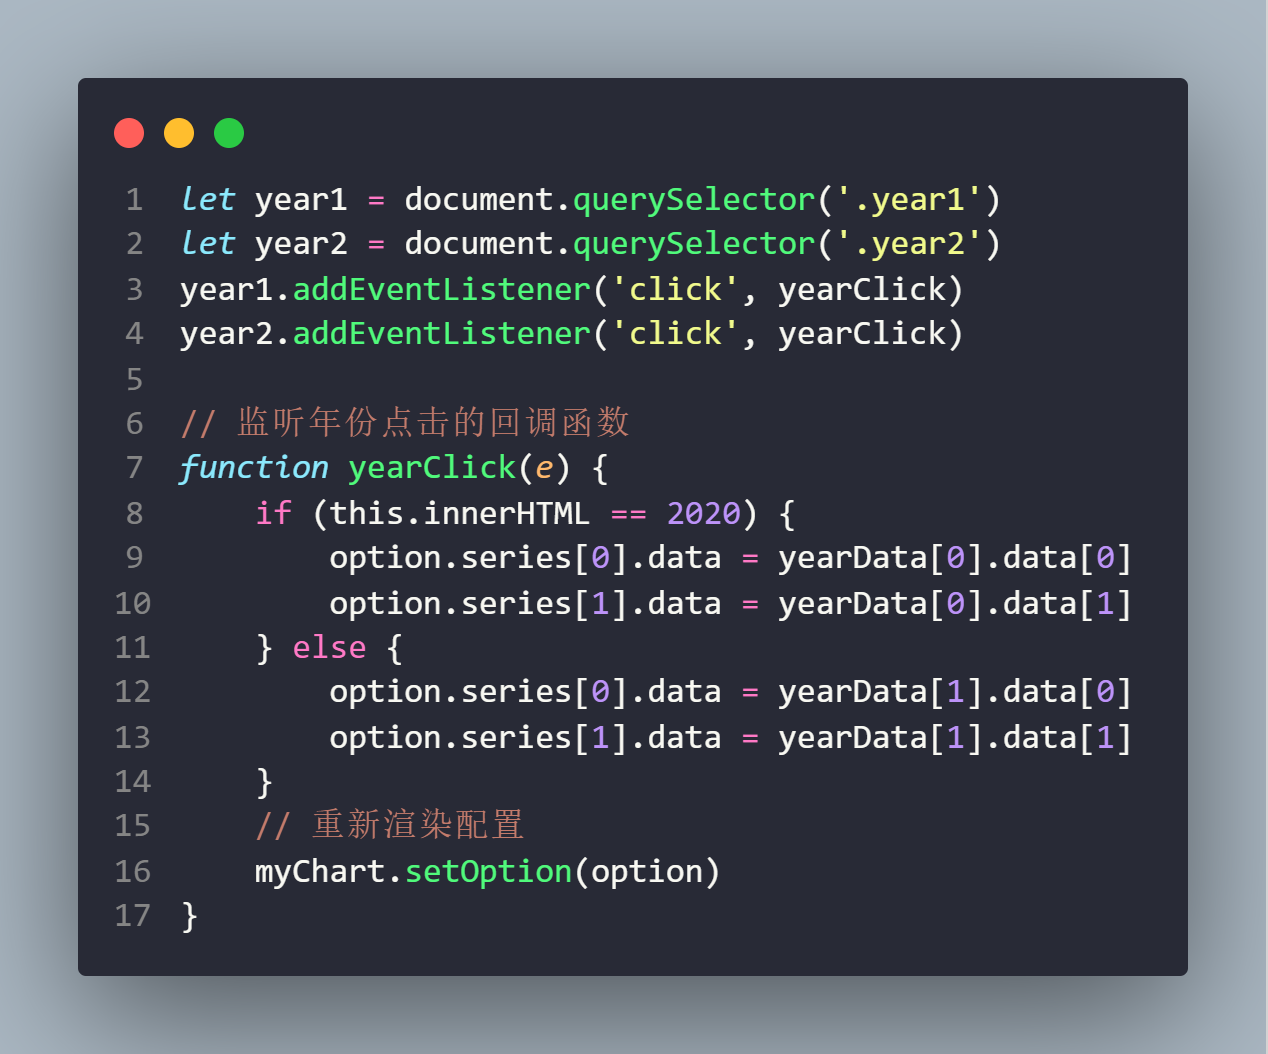 1 let year1 = document.querySelector('.year1')
2 let year2 = document.querySelector('.year2')
3 year1.addEventListener('click', yearClick)
4 year2.addEventListener('click', yearClick)
5
6 // 监听年份点击的回调函数
7 function yearClick(e) {
8     if (this.innerHTML == 2020) {
9         option.series[0].data = yearData[0].data[0]
10         option.series[1].data = yearData[0].data[1]
11     } else {
12         option.series[0].data = yearData[1].data[0]
13         option.series[1].data = yearData[1].data[1]
14     }
15     // 重新渲染配置
16     myChart.setOption(option)
17 }